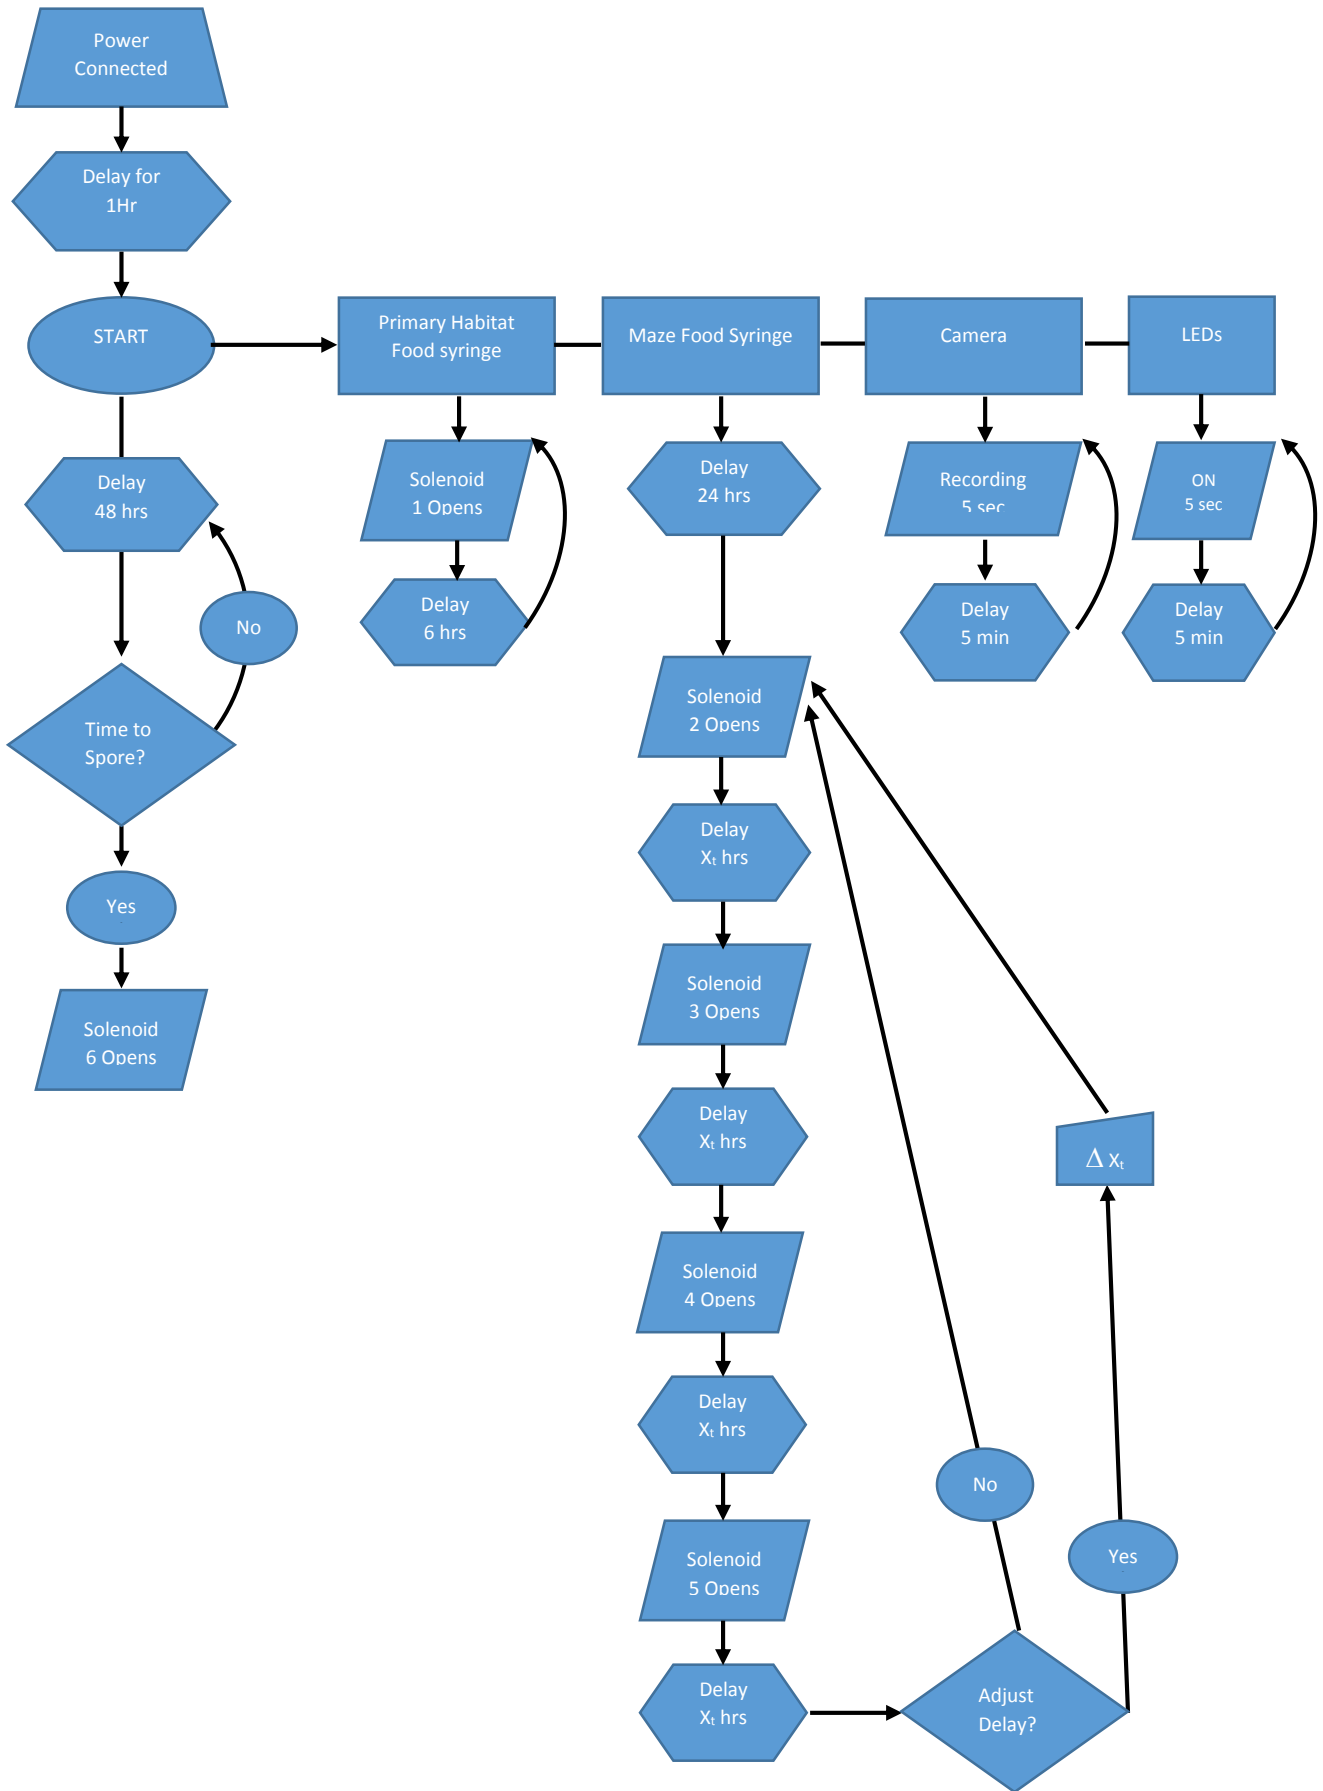 Power
Connected
Delay for
1Hr
START
Primary Habitat
Food syringe
Maze Food Syringe
Camera
LEDs
Delay
48 hrs
No
Time to
Spore?
Yes
Solenoid
6 Opens
Solenoid
1 Opens
Delay
6 hrs
Delay
24 hrs
Solenoid
2 Opens
Delay
Xₜ hrs
Solenoid
3 Opens
Delay
Xₜ hrs
Solenoid
4 Opens
Delay
Xₜ hrs
Solenoid
5 Opens
Delay
Xₜ hrs
Adjust
Delay?
No
Yes
Δ Xₜ
Recording
5 sec
Delay
5 min
ON
5 sec
Delay
5 min